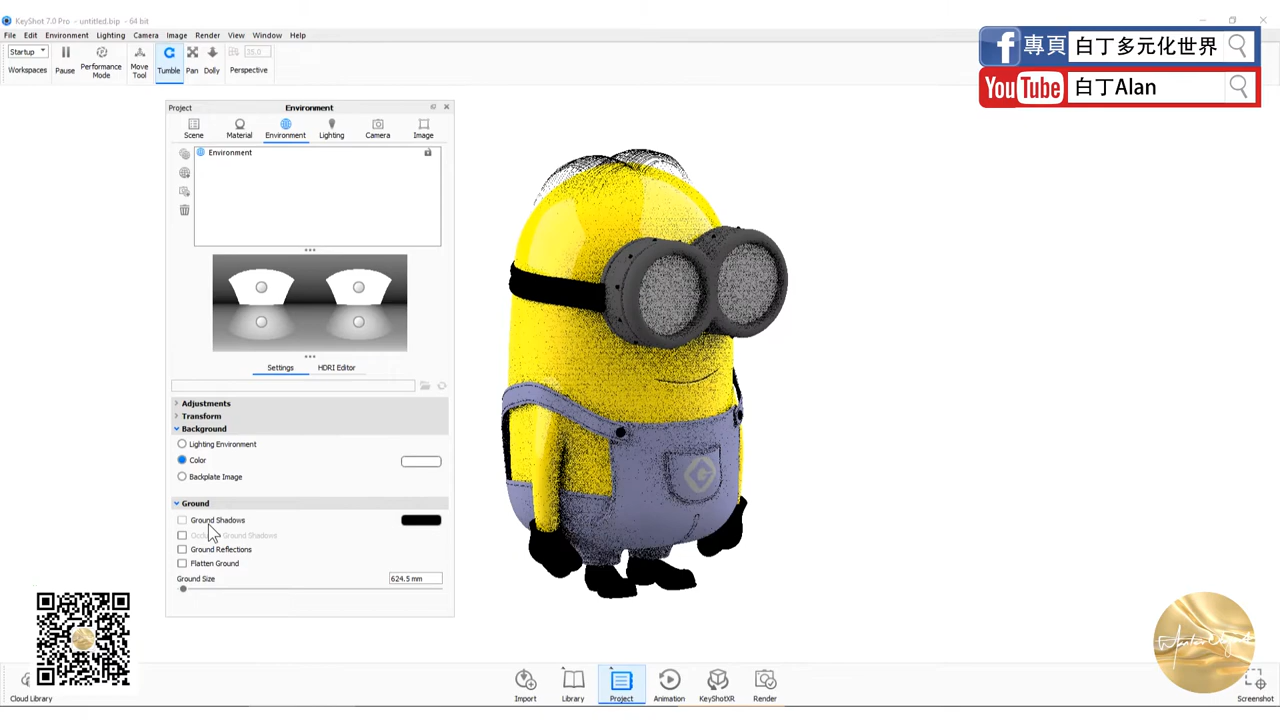 KeyShot 7.0 Pro - untitled.bip - 64 bit
File Edit Environment Lighting Camera Image Render View Window Help
Startup
Workspaces
Pause
Performance Mode
Move Tool
Tumble
Pan
Dolly
35.0
Perspective
專頁 白丁多元化世界
YouTube 白丁Alan
Project Environment
Scene Material Environment Lighting Camera Image
Environment
Settings HDRI Editor
Adjustments
Transform
Background
Lighting Environment
Color
Backplate Image
Ground
Ground Shadows
Ground Shadows
Ground Reflections
Flatten Ground
Ground Size 624.5 mm
Cloud Library
Import Library Project Animation KeyShotXR Render
Screenshot